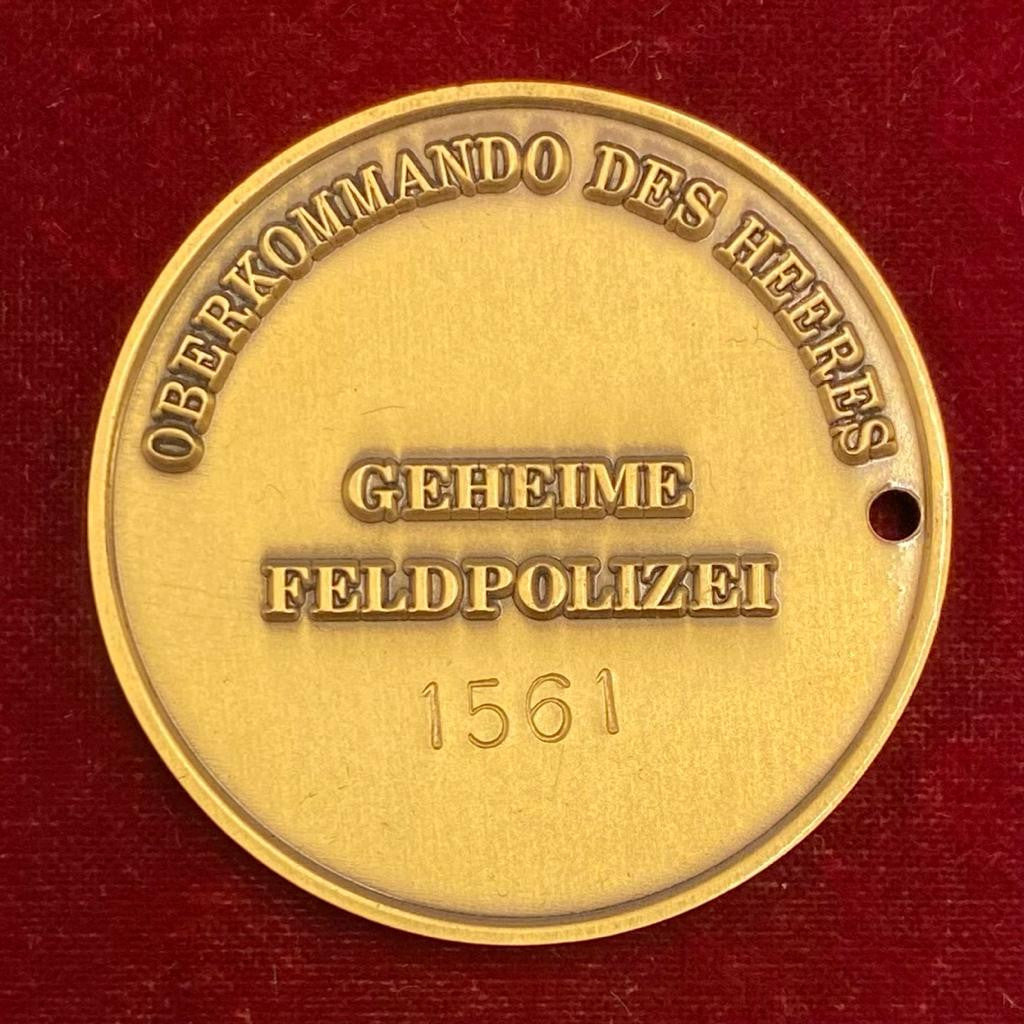 OBERKOMMANDO DES HEERES
GEHEIME
FELDPOLIZEI
1561